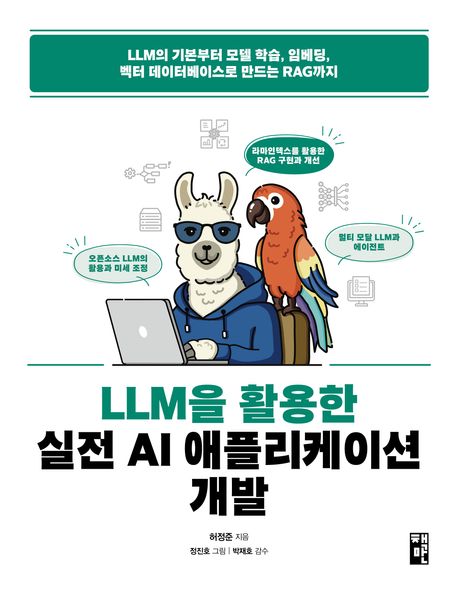 LLM의 기본부터 모델 학습, 임베딩,
벡터 데이터베이스로 만드는 RAG까지
라마인덱스를 활용한
RAG 구현과 개선
멀티 모달 LLM과
에이전트
오픈소스 LLM의
활용과 미세 조정
LLM을 활용한
실전 AI 애플리케이션
개발
허정준 지음
정진호 그림 | 박재호 감수
책만